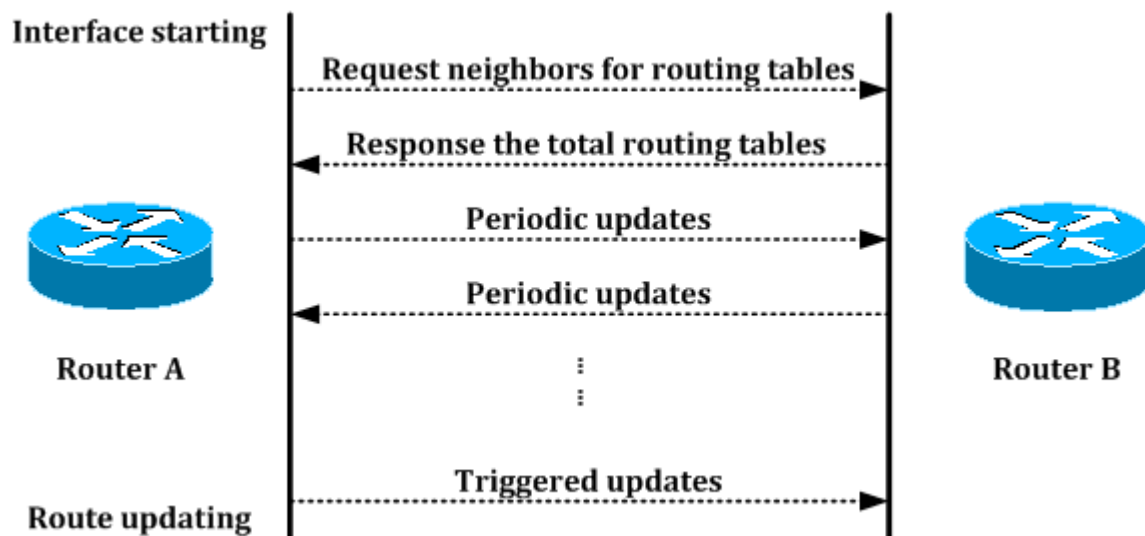 Interface starting
Request neighbors for routing tables
Response the total routing tables
Periodic updates
Periodic updates
Router A
Router B
Triggered updates
Route updating